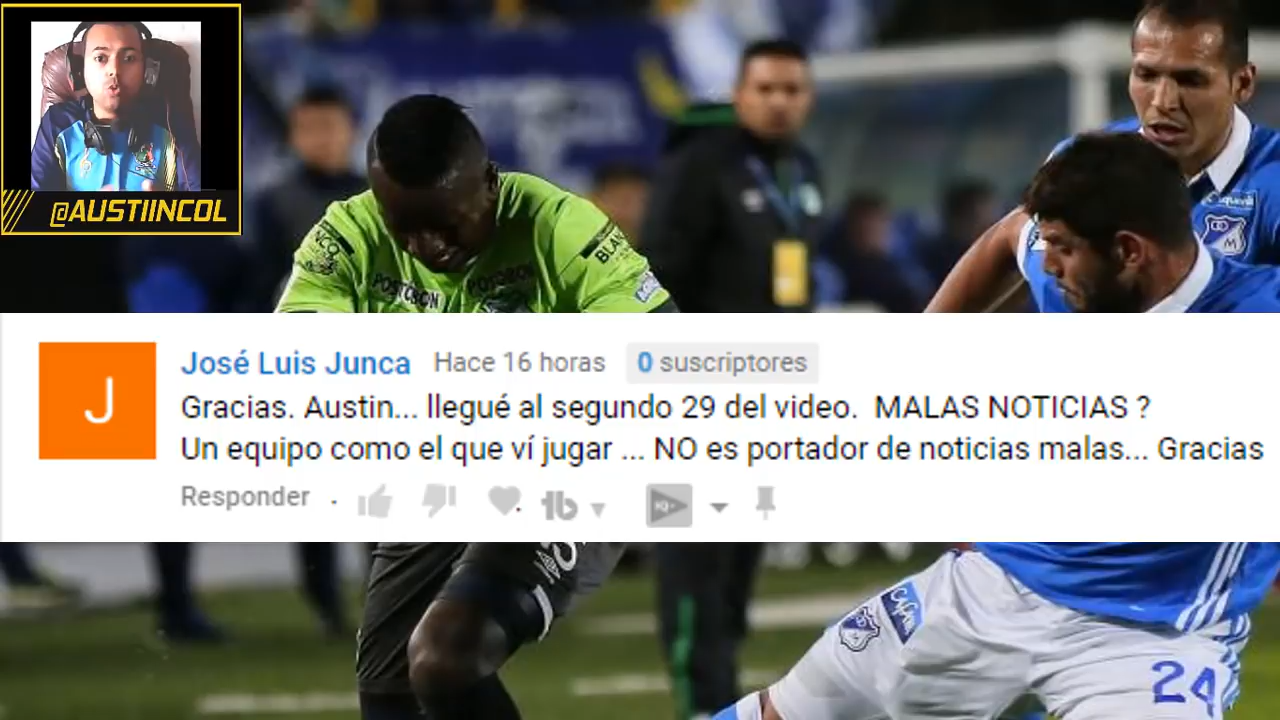 @AUSTIINCOL
POSTOBON
POSTOBON
M
José Luis Junca Hace 16 horas 0 suscriptores
J
Gracias. Austin... llegué al segundo 29 del video. MALAS NOTICIAS ?
Un equipo como el que ví jugar ... NO es portador de noticias malas... Gracias
Responder .
24